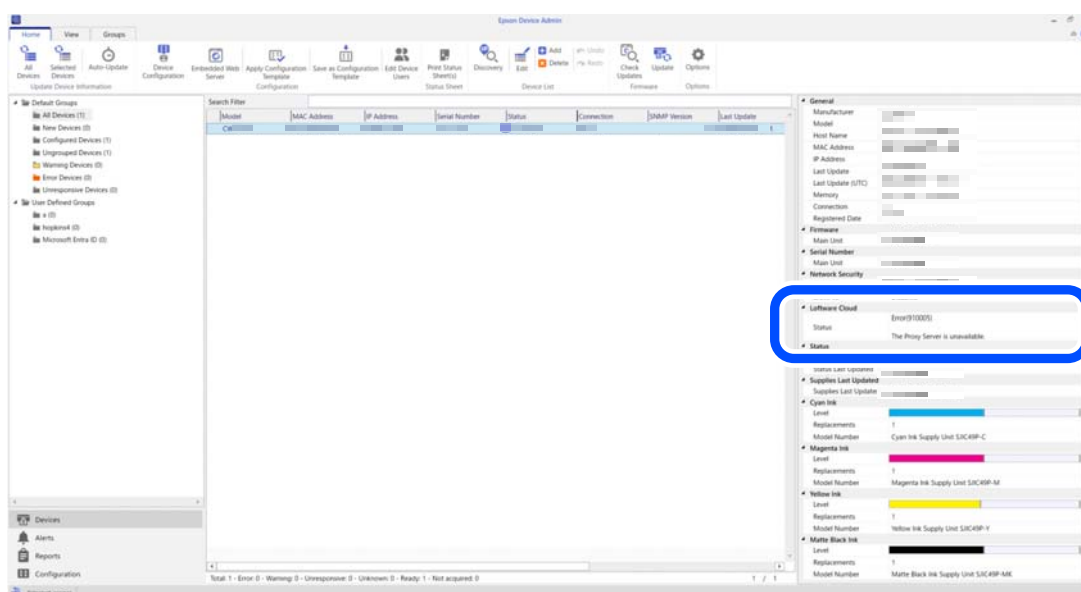 Epson Device Admin
Home View Groups
All Devices
Selected Devices
Auto-Update
Device Configuration
Embedded Web Server
Apply Configuration Template
Save as Configuration Template
Edit Device Users
Print Status Sheet(s)
Discovery
Edit
Add
Delete
Undo
Check Updates
Update
Options
Update Device Information Configuration Status Sheet Device List Firmware Options
Default Groups
All Devices (1)
New Devices (0)
Configured Devices (1)
Ungrouped Devices (1)
Warning Devices (0)
Error Devices (0)
Unresponsive Devices (0)
User Defined Groups
a (0)
hopkins4 (0)
Microsoft Entra ID (0)
Devices
Alerts
Reports
Configuration
Search Filter
Model MAC Address IP Address Serial Number Status Connection SNMP Version Last Update
1
Total: 1 - Error: 0 - Warning: 0 - Unresponsive: 0 - Unknown: 0 - Ready: 1 - Not acquired: 0
1 / 1
General
Manufacturer
Model
Host Name
MAC Address
IP Address
Last Update
Last Update (UTC)
Memory
Connection
Registered Date
Firmware
Main Unit
Serial Number
Main Unit
Network Security
Loftware Cloud
Error(910005)
Status
The Proxy Server is unavailable.
Status
Status Last Updated
Supplies Last Updated
Supplies Last Update
Cyan Ink
Level
Replacements 1
Model Number Cyan Ink Supply Unit SJIC49P-C
Magenta Ink
Level
Replacements 1
Model Number Magenta Ink Supply Unit SJIC49P-M
Yellow Ink
Level
Replacements 1
Model Number Yellow Ink Supply Unit SJIC49P-Y
Matte Black Ink
Level
Replacements 1
Model Number Matte Black Ink Supply Unit SJIC49P-MK